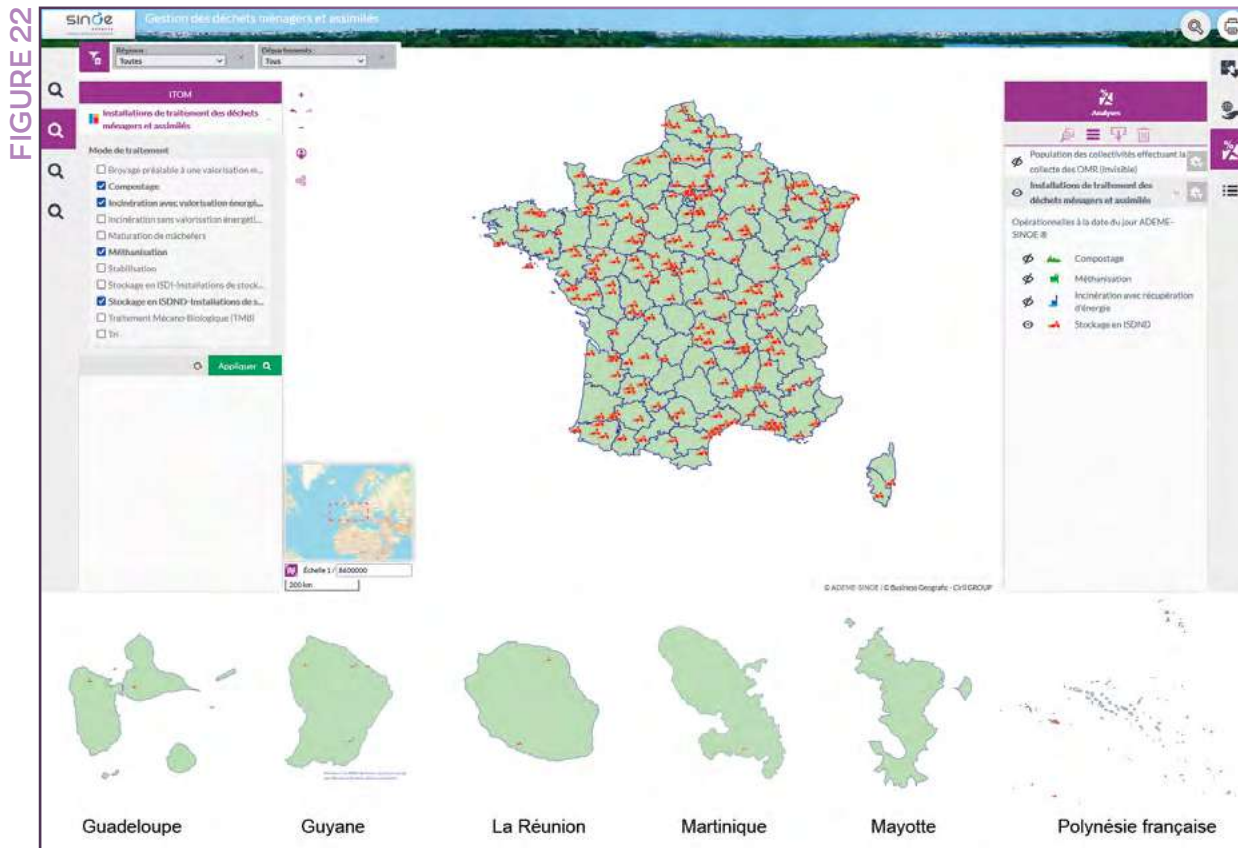 FIGURE 22
sinoe
Gestion des déchets ménagers et assimilés
Régions :
Toutes
Départements :
Tous
ITOM
Installations de traitement des déchets
ménagers et assimilés
Mode de traitement
Broyage préalable à une valorisation m...
Compostage
Incinération avec valorisation énergé...
Incinération sans valorisation énergéti...
Maturation de mâchefers
Méthanisation
Stabilisation
Stockage en ISDI-Installations de stock...
Stockage en ISDND-Installations de s...
Traitement Mécano-Biologique (TMB)
Tri
Appliquer
Échelle 1 / 8600000
200 km
Analyses
Population des collectivités effectuant la
collecte des OMR (Invisible)
Installations de traitement des
déchets ménagers et assimilés
Opérationnelles à la date du jour ADEME-
SINOE ®
Compostage
Méthanisation
Incinération avec récupération
d'énergie
Stockage en ISDND
© ADEME-SINOE | © Business Geografic - Ciril GROUP
Guadeloupe
Guyane
La Réunion
Martinique
Mayotte
Polynésie française